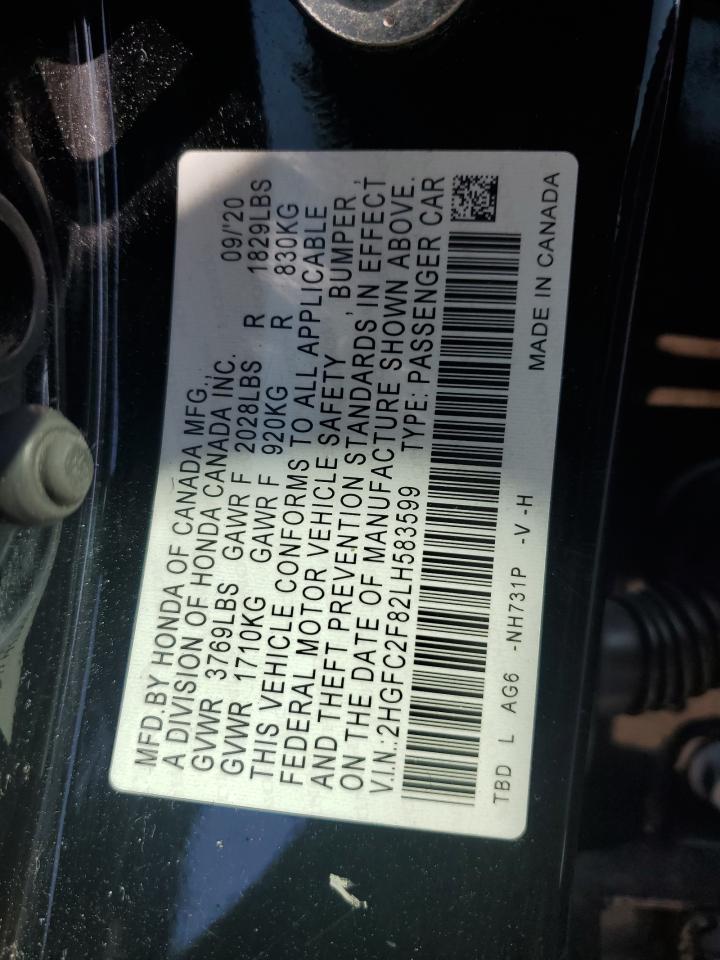 MFD.BY HONDA OF CANADA MFG.,
A DIVISION OF HONDA CANADA INC. 09/'20
GVWR 3769LBS GAWR F 2028LBS R 1829LBS
GVWR 1710KG GAWR F 920KG R 830KG
THIS VEHICLE CONFORMS TO ALL APPLICABLE
FEDERAL MOTOR VEHICLE SAFETY , BUMPER ,
AND THEFT PREVENTION STANDARDS IN EFFECT
ON THE DATE OF MANUFACTURE SHOWN ABOVE.
V.I.N.:2HGFC2F82LH583599 TYPE: PASSENGER CAR
TBD L AG6 -NH731P -V -H MADE IN CANADA